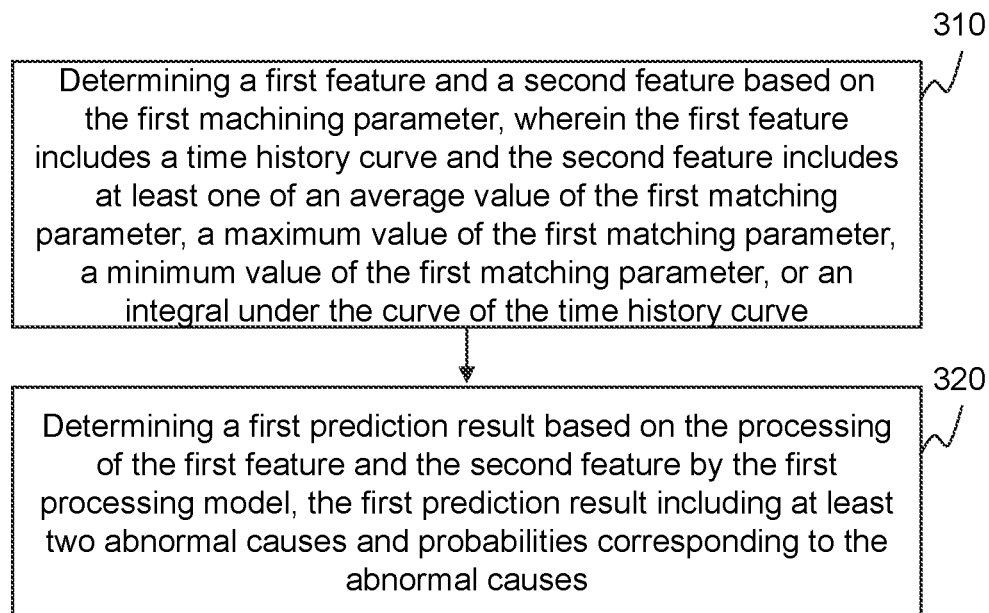 310
Determining a first feature and a second feature based on
the first machining parameter, wherein the first feature
includes a time history curve and the second feature includes
at least one of an average value of the first matching
parameter, a maximum value of the first matching parameter,
a minimum value of the first matching parameter, or an
integral under the curve of the time history curve
320
Determining a first prediction result based on the processing
of the first feature and the second feature by the first
processing model, the first prediction result including at least
two abnormal causes and probabilities corresponding to the
abnormal causes